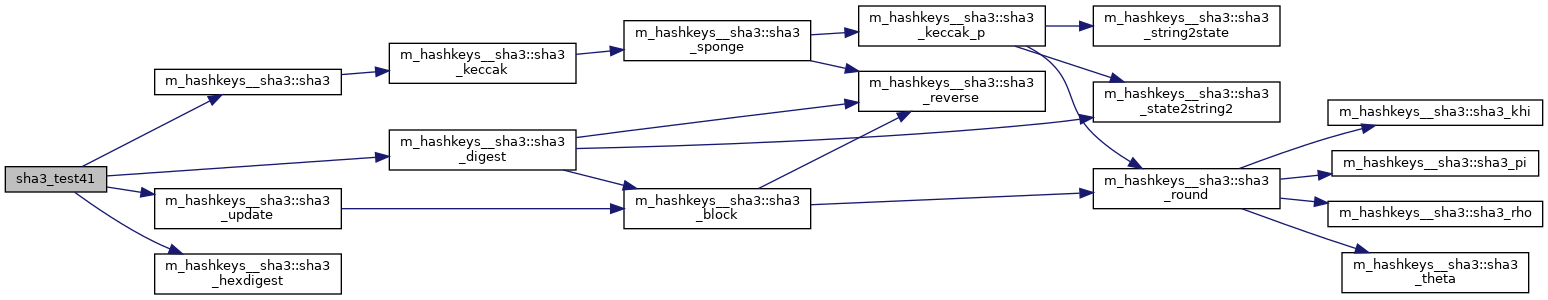 sha3_test41
m_hashkeys__sha3::sha3
m_hashkeys__sha3::sha3
_keccak
m_hashkeys__sha3::sha3
_sponge
m_hashkeys__sha3::sha3
_keccak_p
m_hashkeys__sha3::sha3
_string2state
m_hashkeys__sha3::sha3
_reverse
m_hashkeys__sha3::sha3
_state2string2
m_hashkeys__sha3::sha3
_digest
m_hashkeys__sha3::sha3
_update
m_hashkeys__sha3::sha3
_block
m_hashkeys__sha3::sha3
_round
m_hashkeys__sha3::sha3_khi
m_hashkeys__sha3::sha3_pi
m_hashkeys__sha3::sha3_rho
m_hashkeys__sha3::sha3
_theta
m_hashkeys__sha3::sha3
_hexdigest